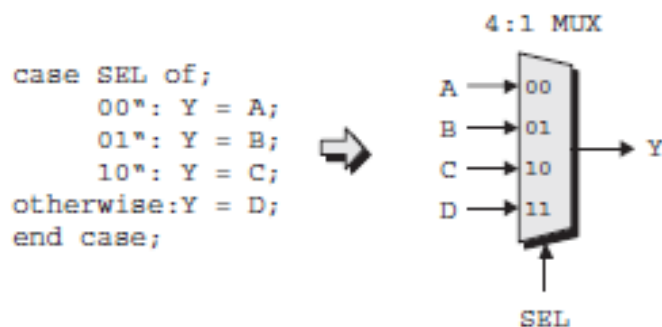 case SEL of;
00": Y = A;
01": Y = B;
10": Y = C;
otherwise:Y = D;
end case;
4:1 MUX
A
00
B
01
Y
C
10
D
11
SEL